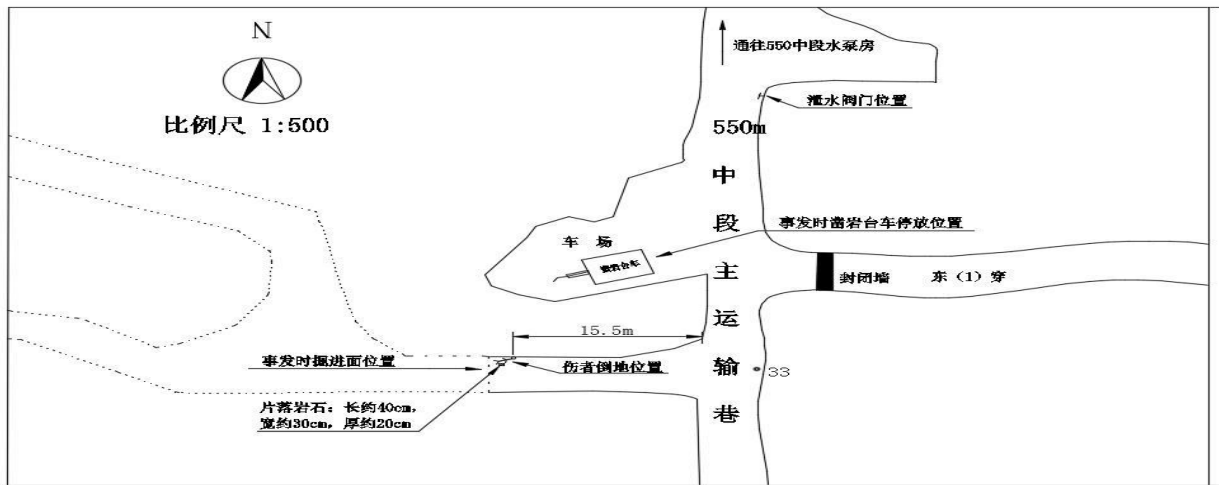 N
比例尺 1:500
通往550中段水泵房
泄水阀门位置
550m
中
段
主
运
输
巷
事发时凿岩台车停放位置
车 场
凿岩台车
封闭墙
东（1）穿
15.5m
事发时掘进面位置
伤者倒地位置
33
片落岩石：长约40cm，
宽约30cm，厚约20cm